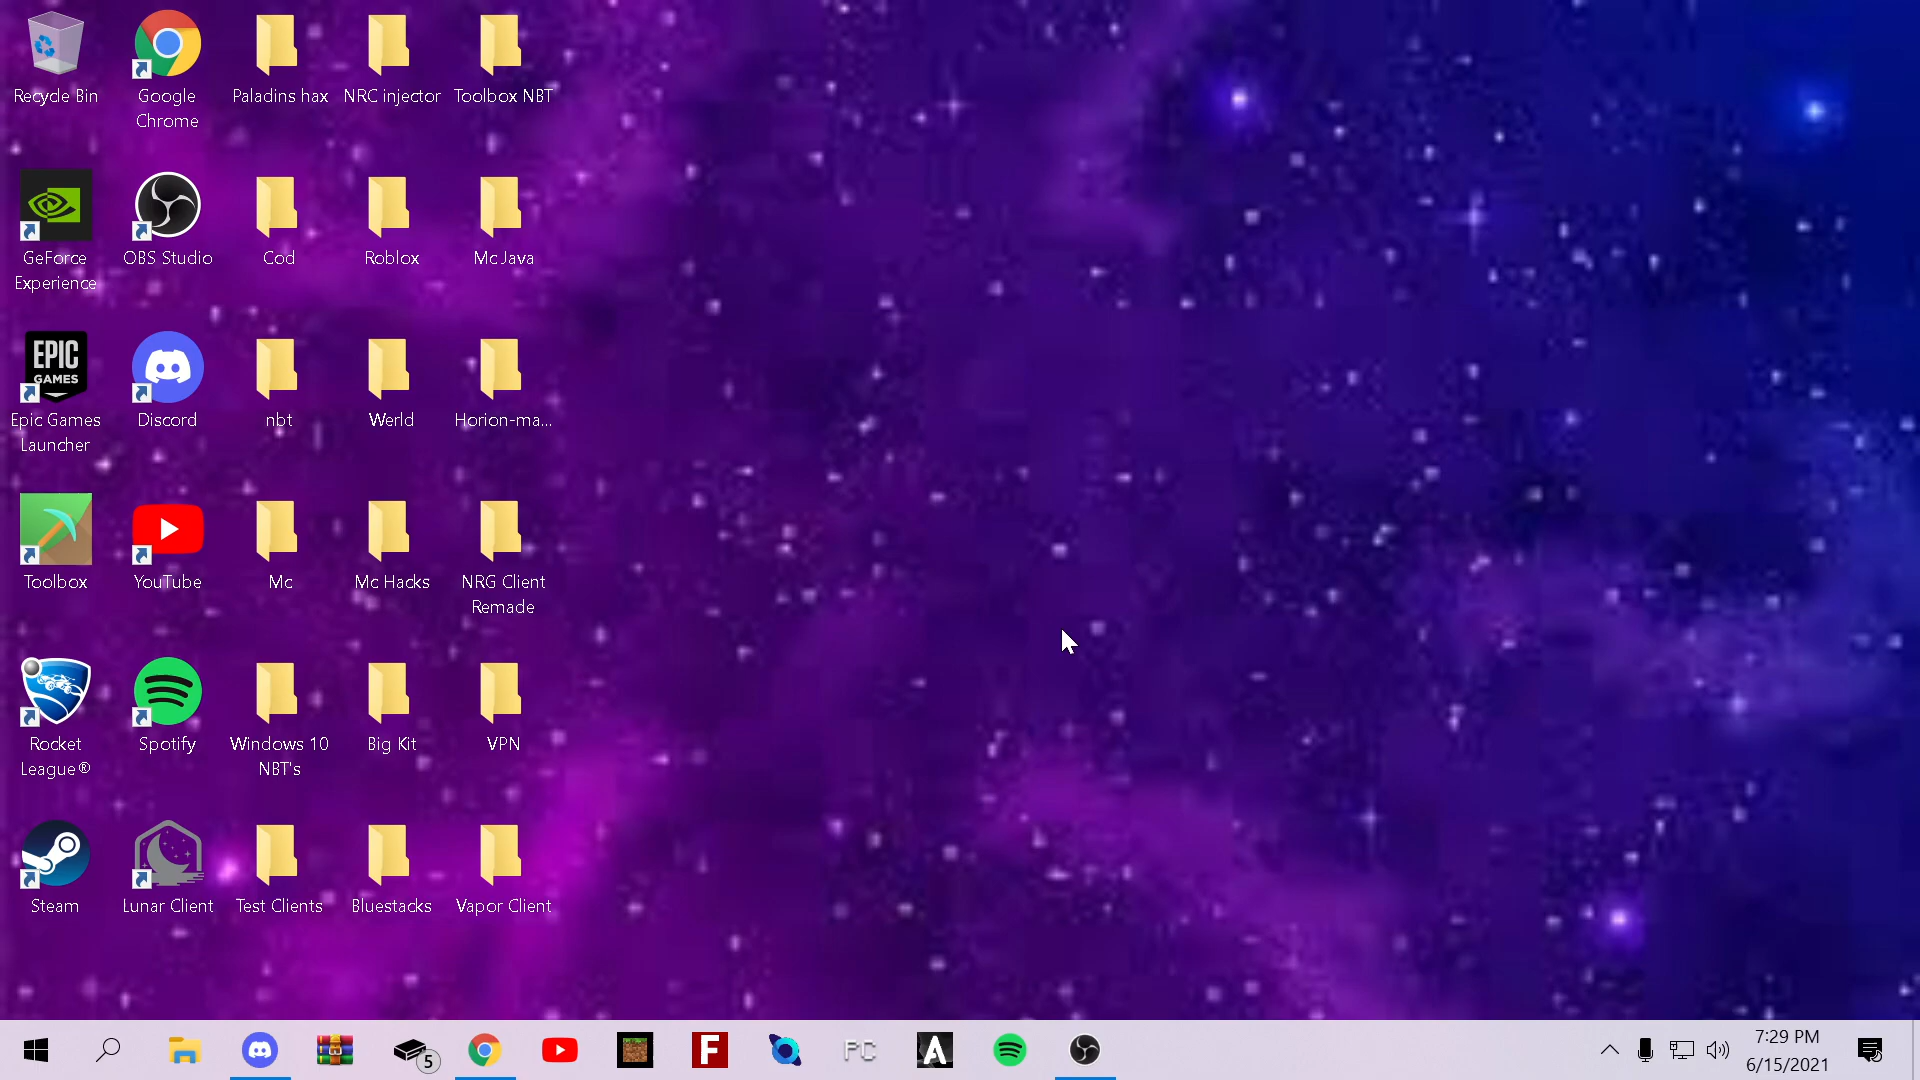 Recycle Bin
Google
Chrome
Paladins hax
NRC injector
Toolbox NBT
GeForce
Experience
OBS Studio
Cod
Roblox
Mc Java
EPIC
GAMES
Epic Games
Launcher
Discord
nbt
Werld
Horion-ma...
Toolbox
YouTube
Mc
Mc Hacks
NRG Client
Remade
Rocket
League®
Spotify
Windows 10
NBT's
Big Kit
VPN
Steam
Lunar Client
Test Clients
Bluestacks
Vapor Client
5
F
PC
A
7:29 PM
6/15/2021